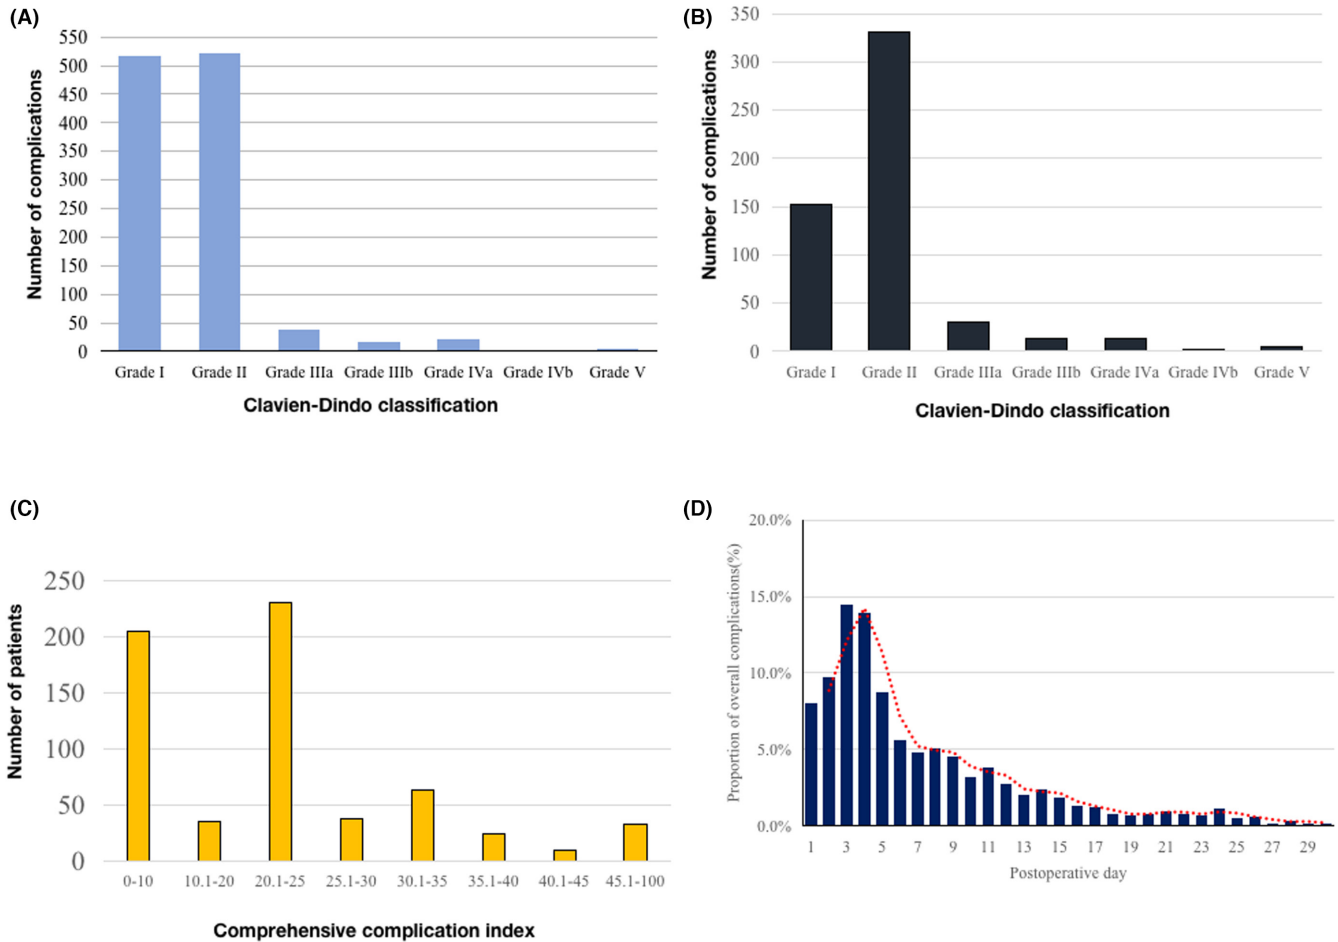 (A)
550
500
450
400
350
300
250
200
150
100
50
0
Number of complications
Grade I Grade II Grade IIIa Grade IIIb Grade IVa Grade IVb Grade V
Clavien-Dindo classification
(B)
350
300
250
200
150
100
50
0
Number of complications
Grade I Grade II Grade IIIa Grade IIIb Grade IVa Grade IVb Grade V
Clavien-Dindo classification
(C)
250
200
150
100
50
0
Number of patients
0-10 10.1-20 20.1-25 25.1-30 30.1-35 35.1-40 40.1-45 45.1-100
Comprehensive complication index
(D)
20.0%
15.0%
10.0%
5.0%
0.0%
Proportion of overall complications(%)
1 3 5 7 9 11 13 15 17 19 21 23 25 27 29
Postoperative day